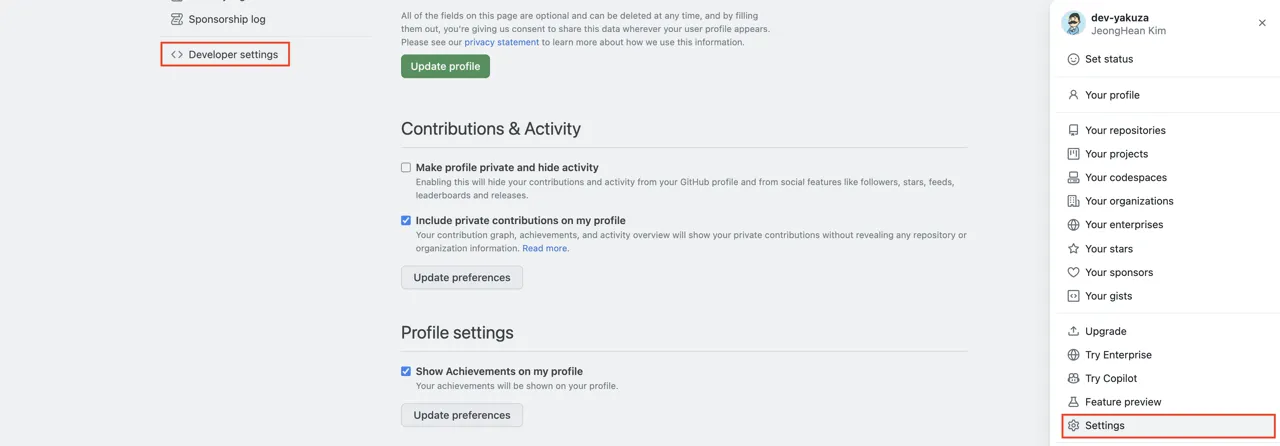 Sponsorship log
Developer settings
All of the fields on this page are optional and can be deleted at any time, and by filling
them out, you're giving us consent to share this data wherever your user profile appears.
Please see our privacy statement to learn more about how we use this information.
Update profile
Contributions & Activity
Make profile private and hide activity
Enabling this will hide your contributions and activity from your GitHub profile and from social features like followers, stars, feeds,
leaderboards and releases.
Include private contributions on my profile
Your contribution graph, achievements, and activity overview will show your private contributions without revealing any repository or
organization information. Read more.
Update preferences
Profile settings
Show Achievements on my profile
Your achievements will be shown on your profile.
Update preferences
dev-yakuza
JeongHean Kim
Set status
Your profile
Your repositories
Your projects
Your codespaces
Your organizations
Your enterprises
Your stars
Your sponsors
Your gists
Upgrade
Try Enterprise
Try Copilot
Feature preview
Settings